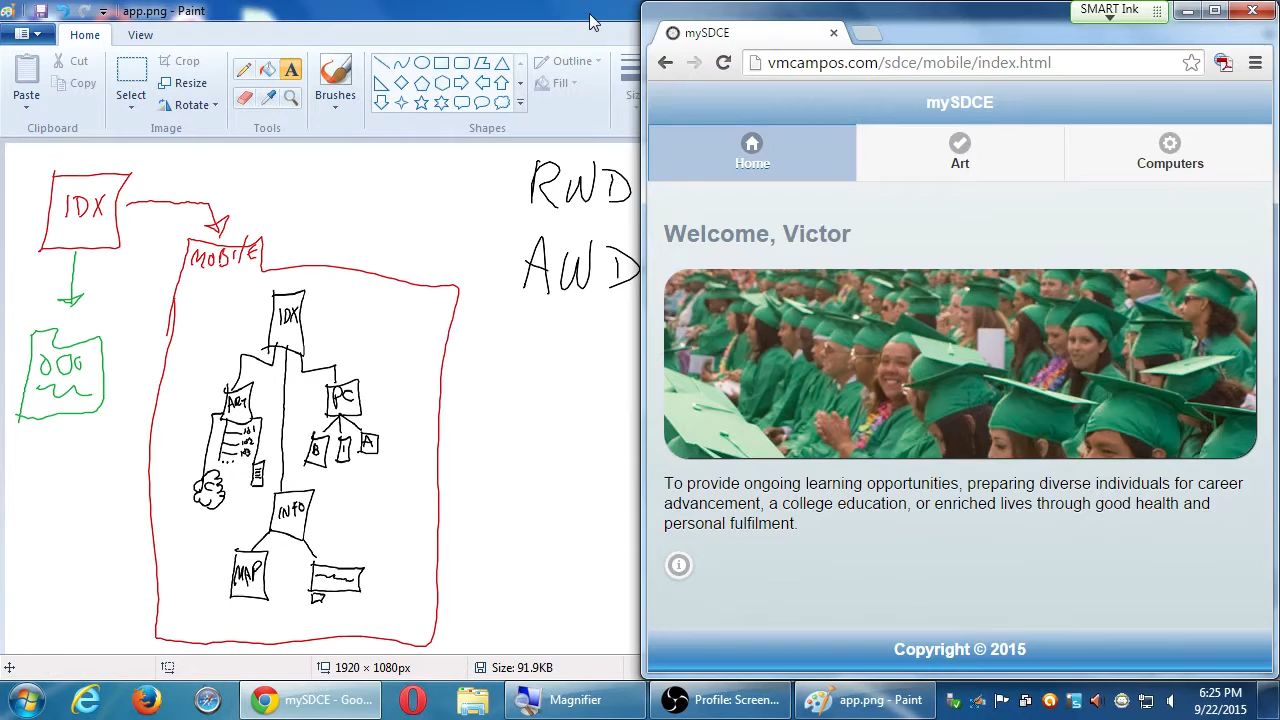 app.png - Paint
Home View
Paste
Cut
Copy
Clipboard
Select
Crop
Resize
Rotate
Image
Tools
Brushes
Shapes
Outline
Fill
IDX
MOBILE
IDX
ART
101
102
103
PC
B
I
A
INFO
MAP
RWD
AWD
1920 × 1080px
Size: 91.9KB
SMART Ink
mySDCE
vmcampos.com/sdce/mobile/index.html
mySDCE
Home Art Computers
Welcome, Victor
To provide ongoing learning opportunities, preparing diverse individuals for career
advancement, a college education, or enriched lives through good health and
personal fulfilment.
Copyright © 2015
mySDCE - Goo...
Magnifier
Profile: Screen...
app.png - Paint
6:25 PM
9/22/2015